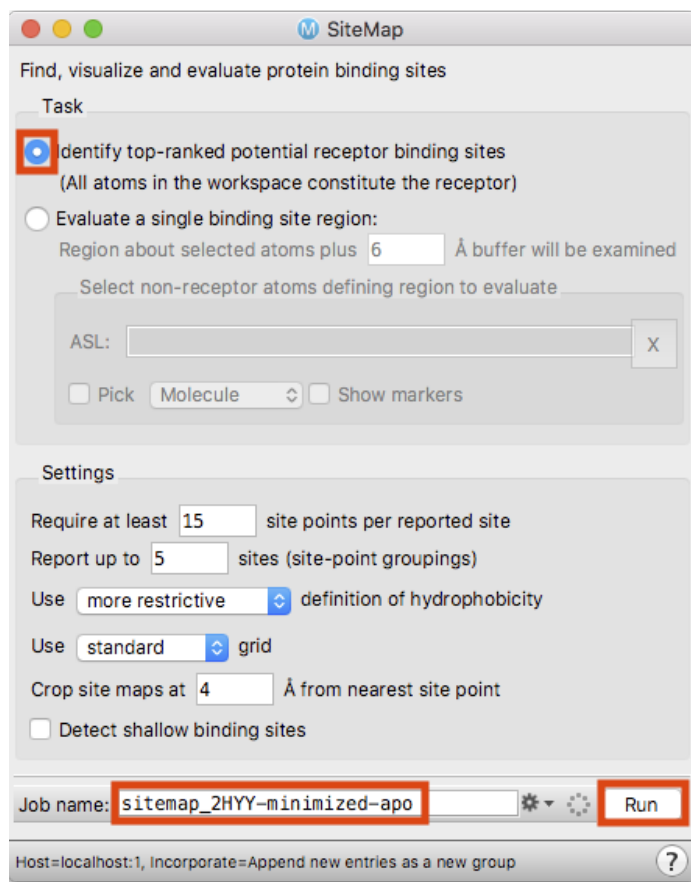 M SiteMap
Find, visualize and evaluate protein binding sites
Task
Identify top-ranked potential receptor binding sites
(All atoms in the workspace constitute the receptor)
Evaluate a single binding site region:
Region about selected atoms plus 6 Å buffer will be examined
Select non-receptor atoms defining region to evaluate
ASL: X
Pick Molecule Show markers
Settings
Require at least 15 site points per reported site
Report up to 5 sites (site-point groupings)
Use more restrictive definition of hydrophobicity
Use standard grid
Crop site maps at 4 Å from nearest site point
Detect shallow binding sites
Job name: sitemap_2HYY-minimized-apo Run
Host=localhost:1, Incorporate=Append new entries as a new group ?